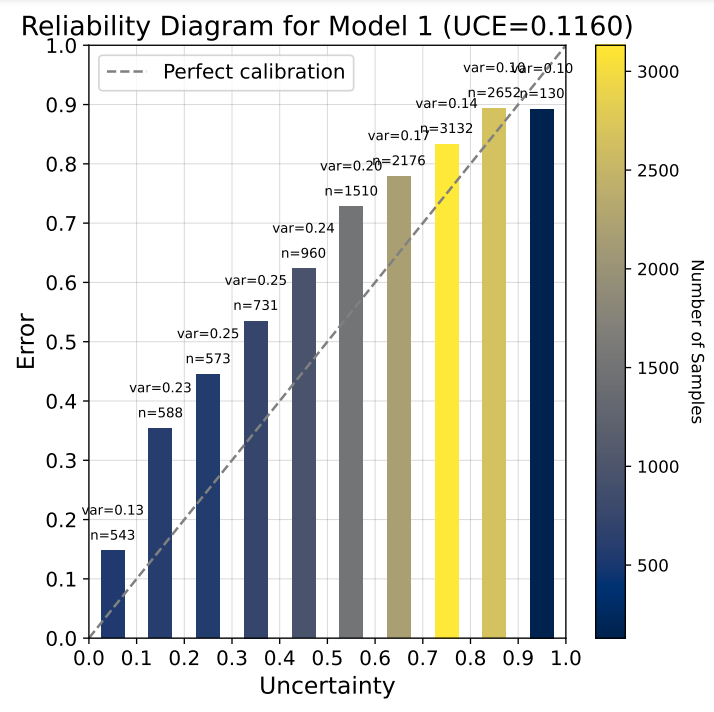 Reliability Diagram for Model 1 (UCE=0.1160)
Perfect calibration
var=0.13
n=543
var=0.23
n=588
var=0.25
n=573
var=0.25
n=731
var=0.24
n=960
var=0.20
n=1510
var=0.17
n=2176
var=0.14
n=3132
var=0.10
n=2652
var=0.10
n=130
1.0
0.9
0.8
0.7
0.6
0.5
0.4
0.3
0.2
0.1
0.0
Error
0.0 0.1 0.2 0.3 0.4 0.5 0.6 0.7 0.8 0.9 1.0
Uncertainty
3000
2500
2000
1500
1000
500
Number of Samples